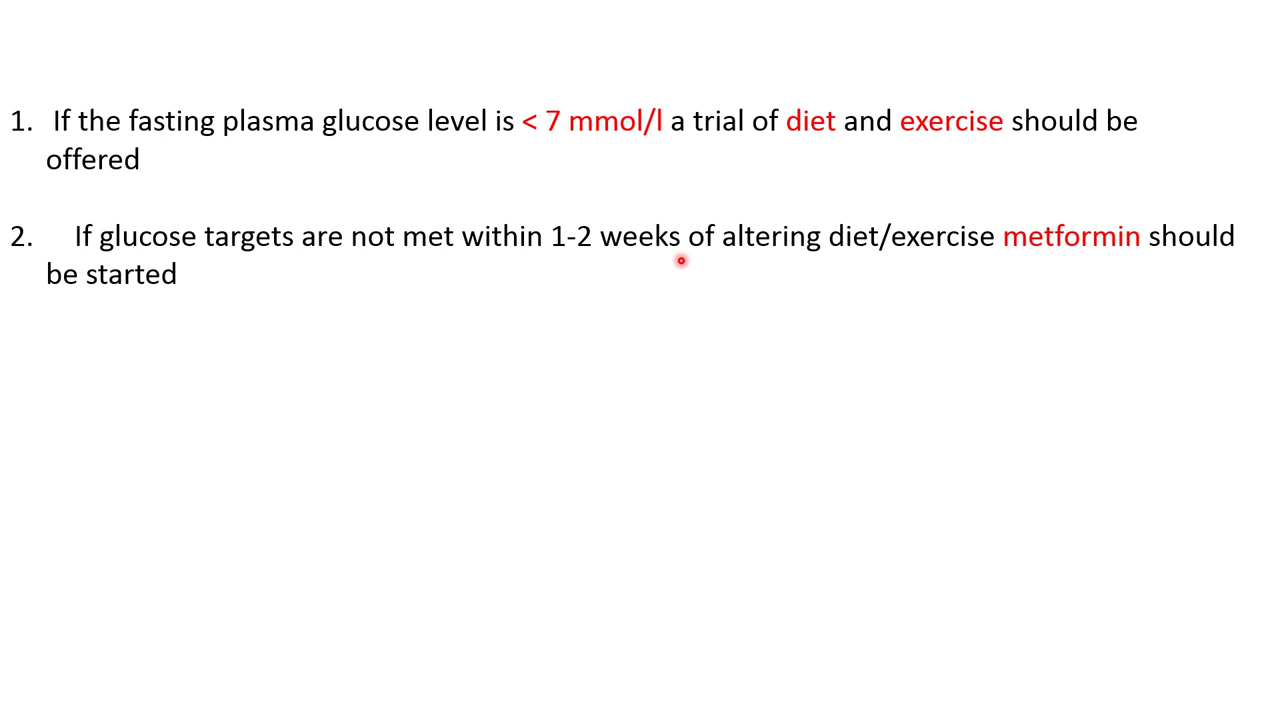 1. If the fasting plasma glucose level is < 7 mmol/l a trial of diet and exercise should be
offered
2. If glucose targets are not met within 1-2 weeks of altering diet/exercise metformin should
be started